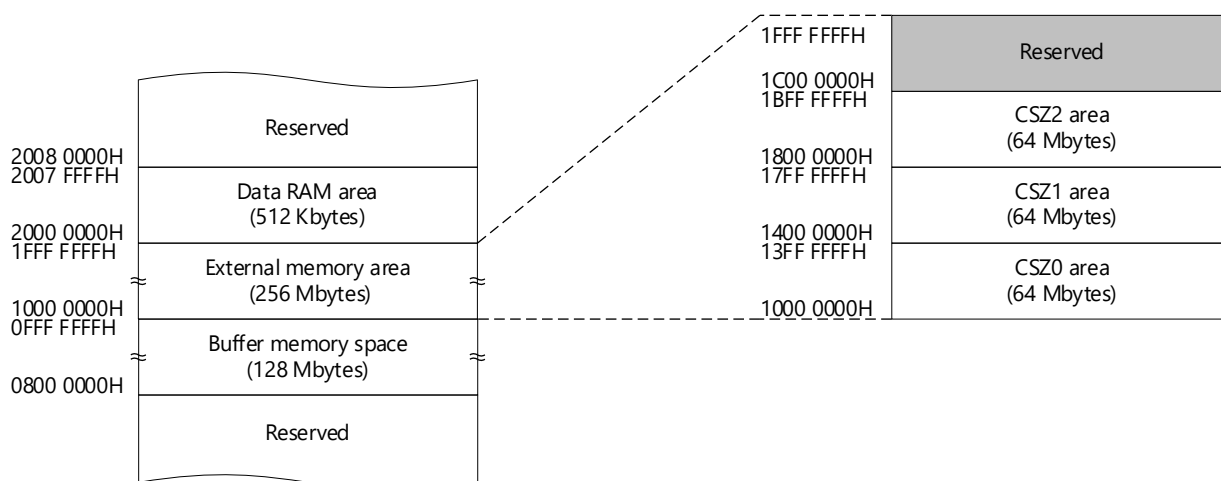 Reserved
2008 0000H
2007 FFFFH
Data RAM area
(512 Kbytes)
2000 0000H
1FFF FFFFH
External memory area
(256 Mbytes)
1000 0000H
0FFF FFFFH
Buffer memory space
(128 Mbytes)
0800 0000H
Reserved
1FFF FFFFH
Reserved
1C00 0000H
1BFF FFFFH
CSZ2 area
(64 Mbytes)
1800 0000H
17FF FFFFH
CSZ1 area
(64 Mbytes)
1400 0000H
13FF FFFFH
CSZ0 area
(64 Mbytes)
1000 0000H